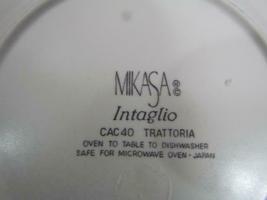 MIKASA®©
Intaglio
CAC40 TRATTORIA
OVEN TO TABLE TO DISHWASHER
SAFE FOR MICROWAVE OVEN-JAPAN